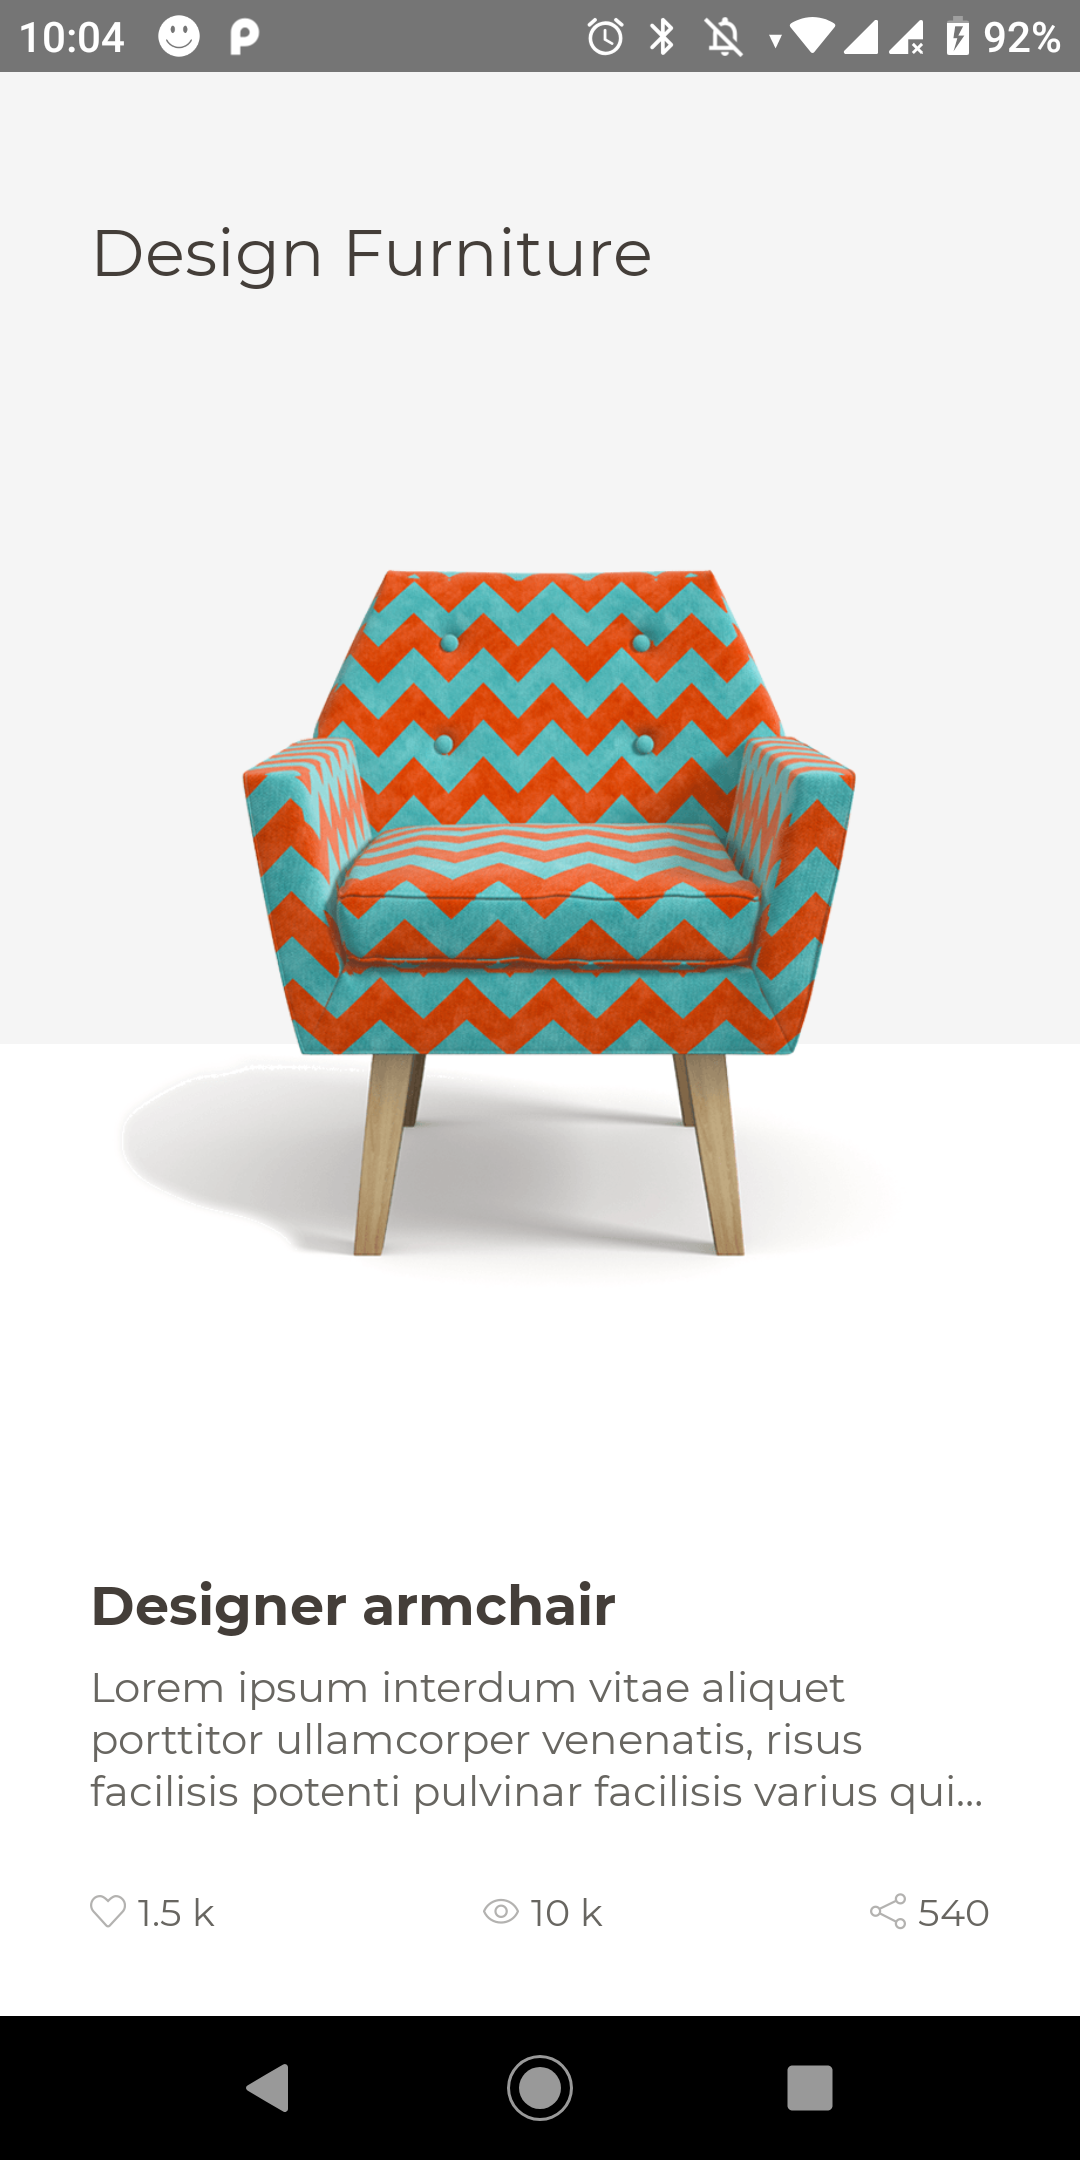 10:04
92%
Design Furniture
Designer armchair
Lorem ipsum interdum vitae aliquet
porttitor ullamcorper venenatis, risus
facilisis potenti pulvinar facilisis varius qui...
1.5 k
10 k
540